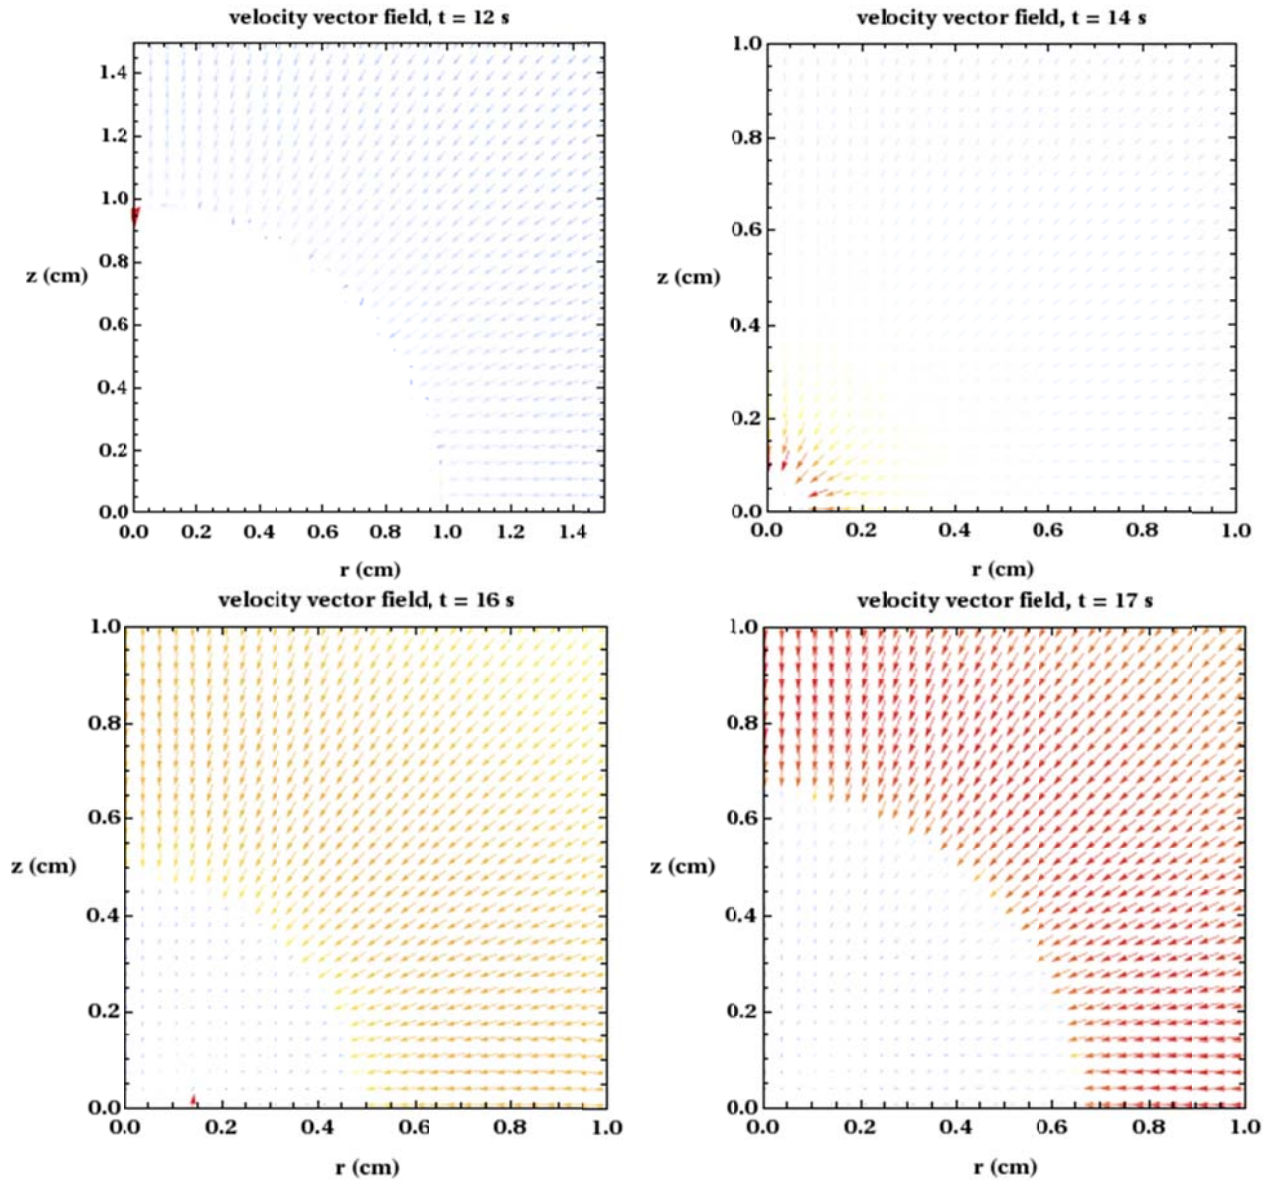 velocity vector field, t = 12 s
1.4
1.2
1.0
0.8
z (cm)
0.6
0.4
0.2
0.0
0.0 0.2 0.4 0.6 0.8 1.0 1.2 1.4
r (cm)
velocity vector field, t = 14 s
1.0
0.8
0.6
z (cm)
0.4
0.2
0.0
0.0 0.2 0.4 0.6 0.8 1.0
r (cm)
velocity vector field, t = 16 s
1.0
0.8
0.6
z (cm)
0.4
0.2
0.0
0.0 0.2 0.4 0.6 0.8 1.0
r (cm)
velocity vector field, t = 17 s
1.0
0.8
0.6
z (cm)
0.4
0.2
0.0
0.0 0.2 0.4 0.6 0.8 1.0
r (cm)